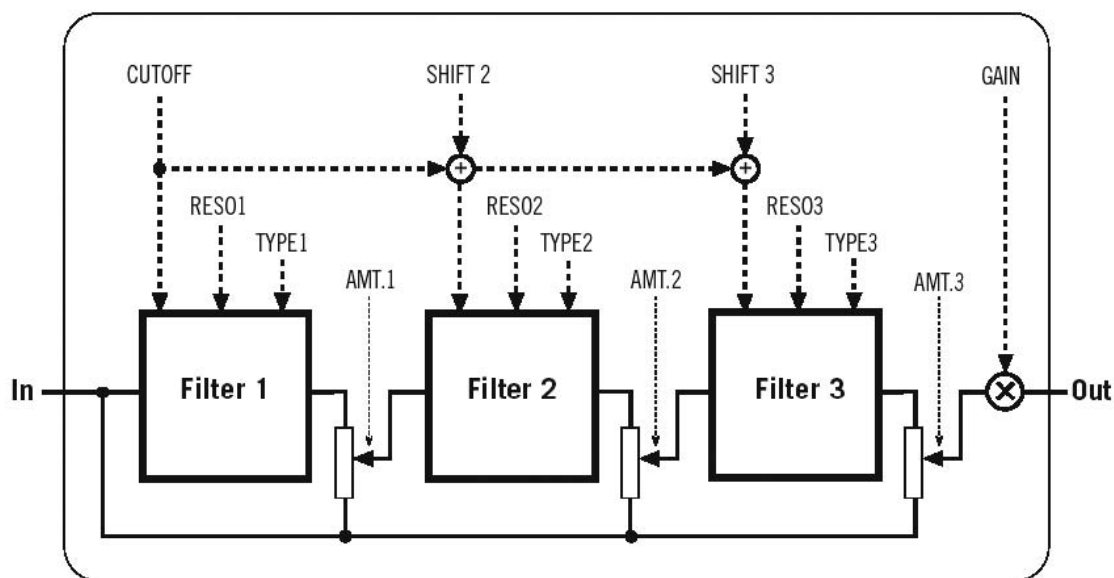 CUTOFF
SHIFT 2
SHIFT 3
GAIN
+
+
RESO1
RESO2
RESO3
TYPE1
TYPE2
TYPE3
AMT.1
AMT.2
AMT.3
In
Filter 1
Filter 2
Filter 3
×
Out